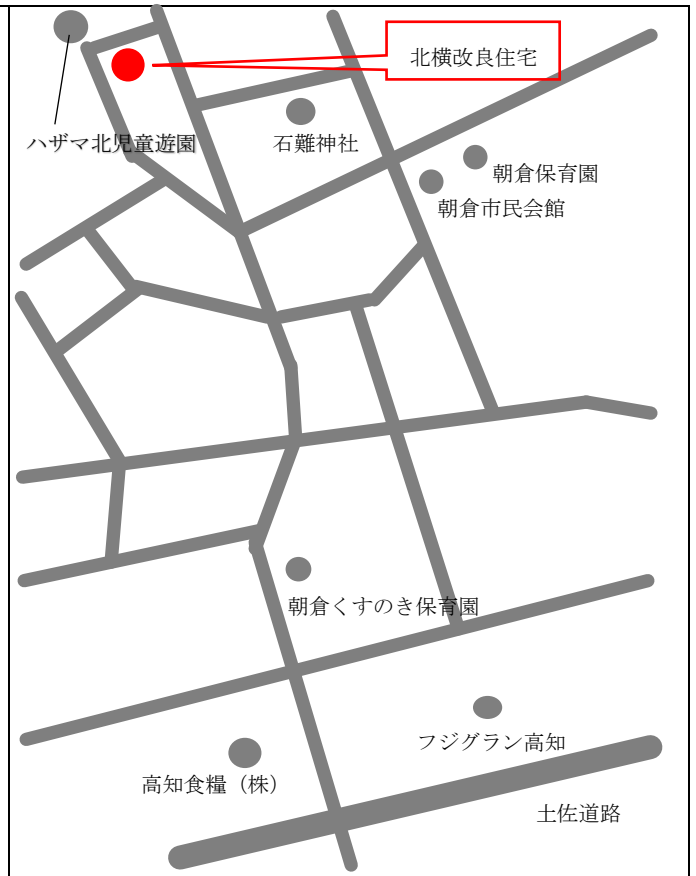 北横改良住宅
ハザマ北児童遊園
石難神社
朝倉保育園
朝倉市民会館
朝倉くすのき保育園
フジグラン高知
高知食糧（株）
土佐道路